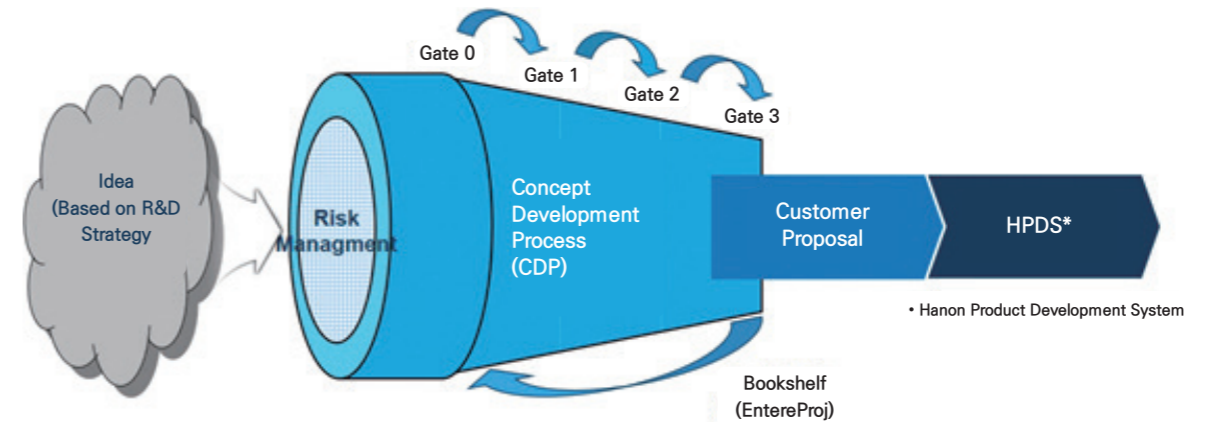 Gate 0
Gate 1
Gate 2
Gate 3
Idea
(Based on R&D
Strategy
Risk
Managment
Concept
Development
Process
(CDP)
Customer
Proposal
HPDS*
• Hanon Product Development System
Bookshelf
(EntereProj)